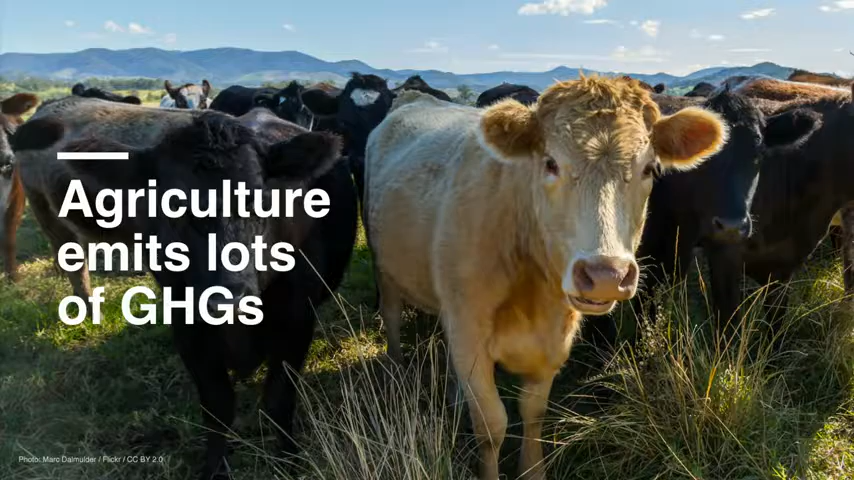 Agriculture
emits lots
of GHGs
Photo: Marc Dalmulder / Flickr / CC BY 2.0